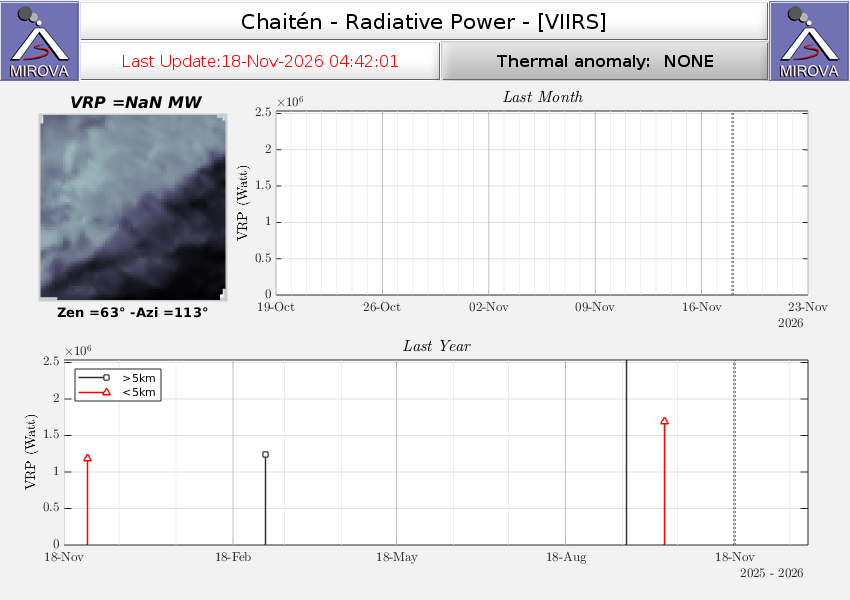 Chaitén - Radiative Power - [VIIRS]
MIROVA
Last Update:18-Nov-2026 04:42:01
Thermal anomaly: NONE
MIROVA
VRP =NaN MW
Zen =63° -Azi =113°
Last Month
×10⁶
VRP (Watt)
2.5
2
1.5
1
0.5
0
19-Oct 26-Oct 02-Nov 09-Nov 16-Nov 23-Nov
2026
Last Year
×10⁶
VRP (Watt)
2.5
2
1.5
1
0.5
0
>5km
<5km
18-Nov 18-Feb 18-May 18-Aug 18-Nov
2025 - 2026